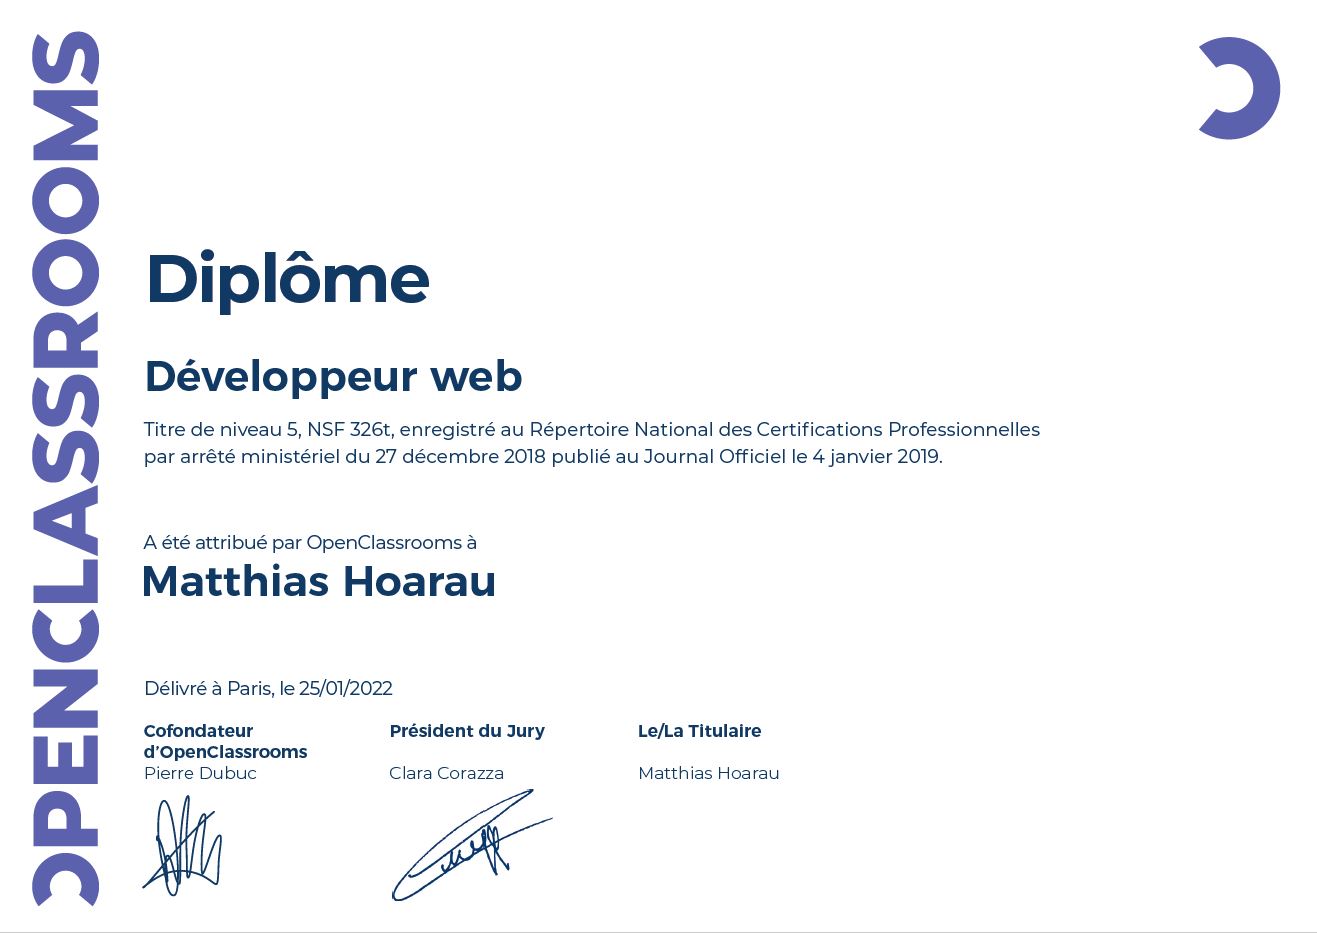 OPENCLASSROOMS
Diplôme
Développeur web
Titre de niveau 5, NSF 326t, enregistré au Répertoire National des Certifications Professionnelles
par arrêté ministériel du 27 décembre 2018 publié au Journal Officiel le 4 janvier 2019.
A été attribué par OpenClassrooms à
Matthias Hoarau
Délivré à Paris, le 25/01/2022
Cofondateur d’OpenClassrooms
Pierre Dubuc
Président du Jury
Clara Corazza
Le/La Titulaire
Matthias Hoarau